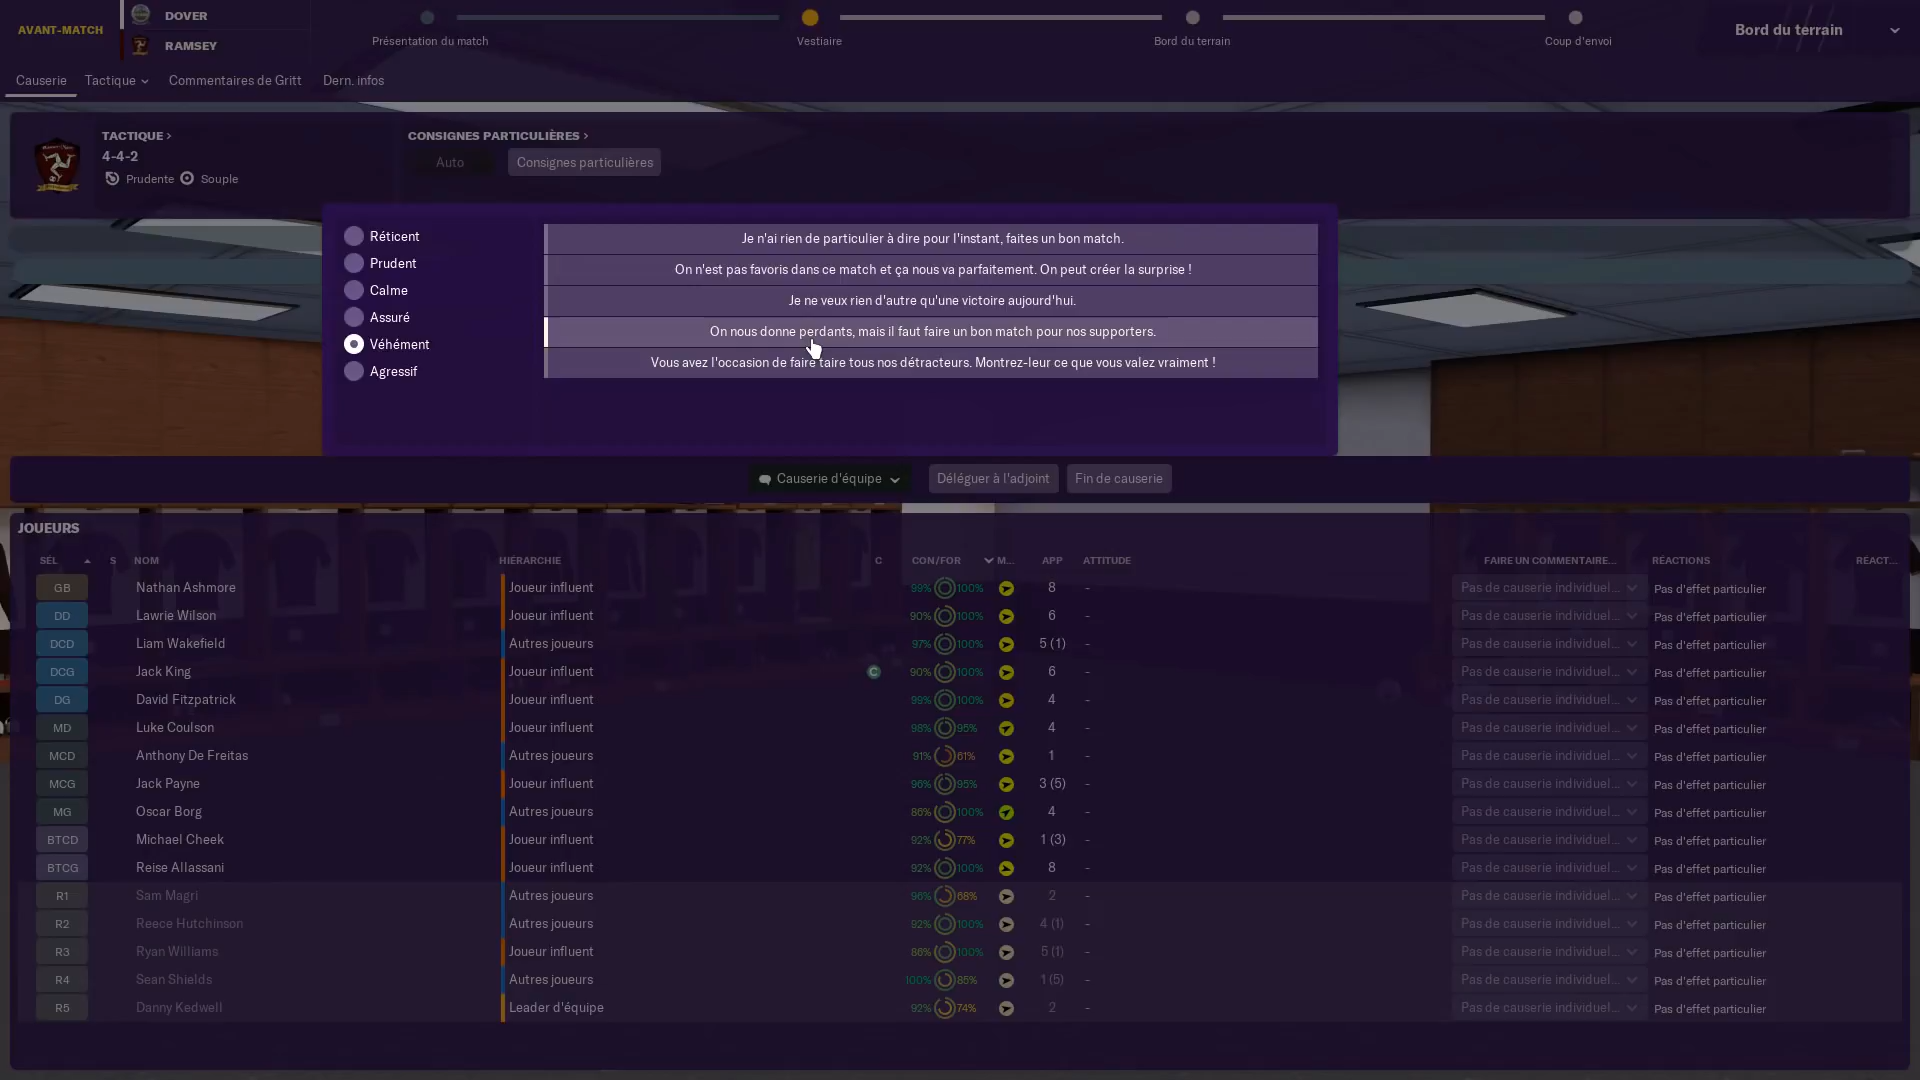 AVANT-MATCH
DOVER
RAMSEY
Présentation du match
Vestiaire
Bord du terrain
Coup d'envoi
Bord du terrain
Causerie
Tactique
Commentaires de Gritt
Dern. infos
TACTIQUE >
4-4-2
Prudente
Souple
CONSIGNES PARTICULIÈRES >
Auto
Consignes particulières
Réticent
Prudent
Calme
Assuré
Véhément
Agressif
Je n'ai rien de particulier à dire pour l'instant, faites un bon match.
On n'est pas favoris dans ce match et ça nous va parfaitement. On peut créer la surprise !
Je ne veux rien d'autre qu'une victoire aujourd'hui.
On nous donne perdants, mais il faut faire un bon match pour nos supporters.
Vous avez l'occasion de faire taire tous nos détracteurs. Montrez-leur ce que vous valez vraiment !
Causerie d'équipe
Déléguer à l'adjoint
Fin de causerie
JOUEURS
SÉL S NOM HIÉRARCHIE C CON/FOR M... APP ATTITUDE FAIRE UN COMMENTAIRE... RÉACTIONS RÉACT...
GB Nathan Ashmore Joueur influent 99% 100% 8 - Pas de causerie individuel... Pas d'effet particulier
DD Lawrie Wilson Joueur influent 90% 100% 6 - Pas de causerie individuel... Pas d'effet particulier
DCD Liam Wakefield Autres joueurs 97% 100% 5 (1) - Pas de causerie individuel... Pas d'effet particulier
DCG Jack King Joueur influent C 90% 100% 6 - Pas de causerie individuel... Pas d'effet particulier
DG David Fitzpatrick Joueur influent 99% 100% 4 - Pas de causerie individuel... Pas d'effet particulier
MD Luke Coulson Joueur influent 98% 95% 4 - Pas de causerie individuel... Pas d'effet particulier
MCD Anthony De Freitas Autres joueurs 91% 61% 1 - Pas de causerie individuel... Pas d'effet particulier
MCG Jack Payne Joueur influent 96% 95% 3 (5) - Pas de causerie individuel... Pas d'effet particulier
MG Oscar Borg Autres joueurs 86% 100% 4 - Pas de causerie individuel... Pas d'effet particulier
BTCD Michael Cheek Joueur influent 92% 77% 1 (3) - Pas de causerie individuel... Pas d'effet particulier
BTCG Reise Allassani Joueur influent 92% 100% 8 - Pas de causerie individuel... Pas d'effet particulier
R1 Sam Magri Autres joueurs 96% 68% 2 - Pas de causerie individuel... Pas d'effet particulier
R2 Reece Hutchinson Autres joueurs 92% 100% 4 (1) - Pas de causerie individuel... Pas d'effet particulier
R3 Ryan Williams Joueur influent 86% 100% 5 (1) - Pas de causerie individuel... Pas d'effet particulier
R4 Sean Shields Autres joueurs 100% 85% 1 (5) - Pas de causerie individuel... Pas d'effet particulier
R5 Danny Kedwell Leader d'équipe 92% 74% 2 - Pas de causerie individuel... Pas d'effet particulier